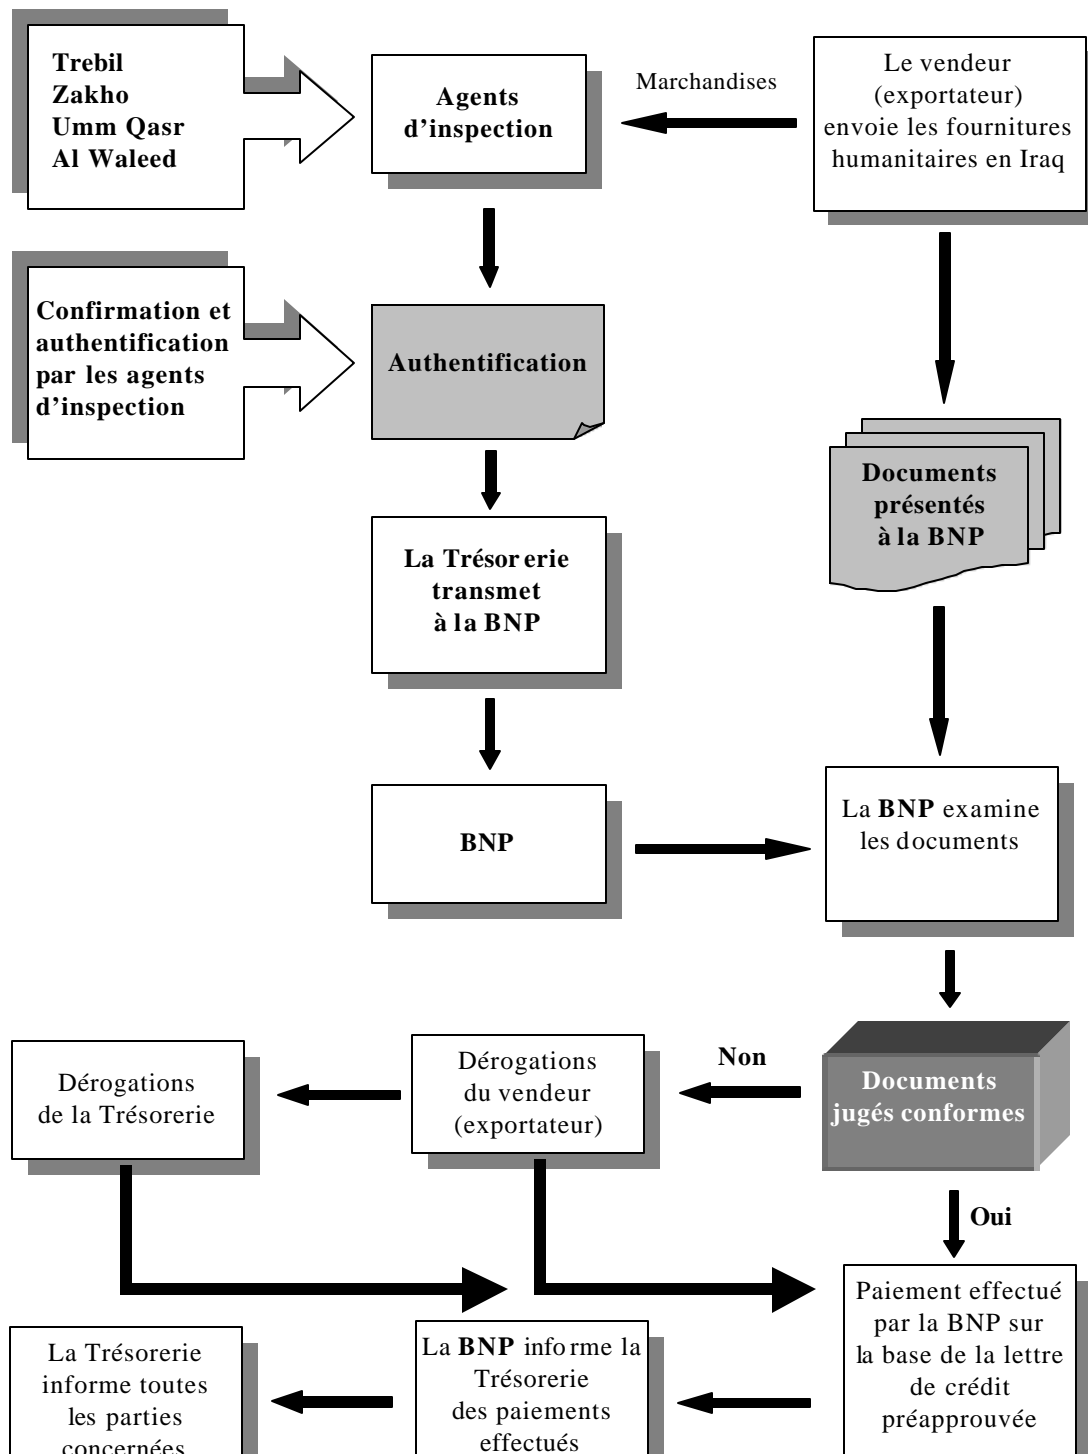 Trebil
Zakho
Umm Qasr
Al Waleed
Agents
d’inspection
Marchandises
Le vendeur
(exportateur)
envoie les fournitures
humanitaires en Iraq
Confirmation et
authentification
par les agents
d’inspection
Authentification
Documents
présentés
à la BNP
La Trésorerie
transmet
à la BNP
BNP
La BNP examine
les documents
Dérogations
de la Trésorerie
Dérogations
du vendeur
(exportateur)
Non
Documents
jugés conformes
Oui
La Trésorerie
informe toutes
les parties
concernées
La BNP informe la
Trésorerie
des paiements
effectués
Paiement effectué
par la BNP sur
la base de la lettre
de crédit
préapprouvée